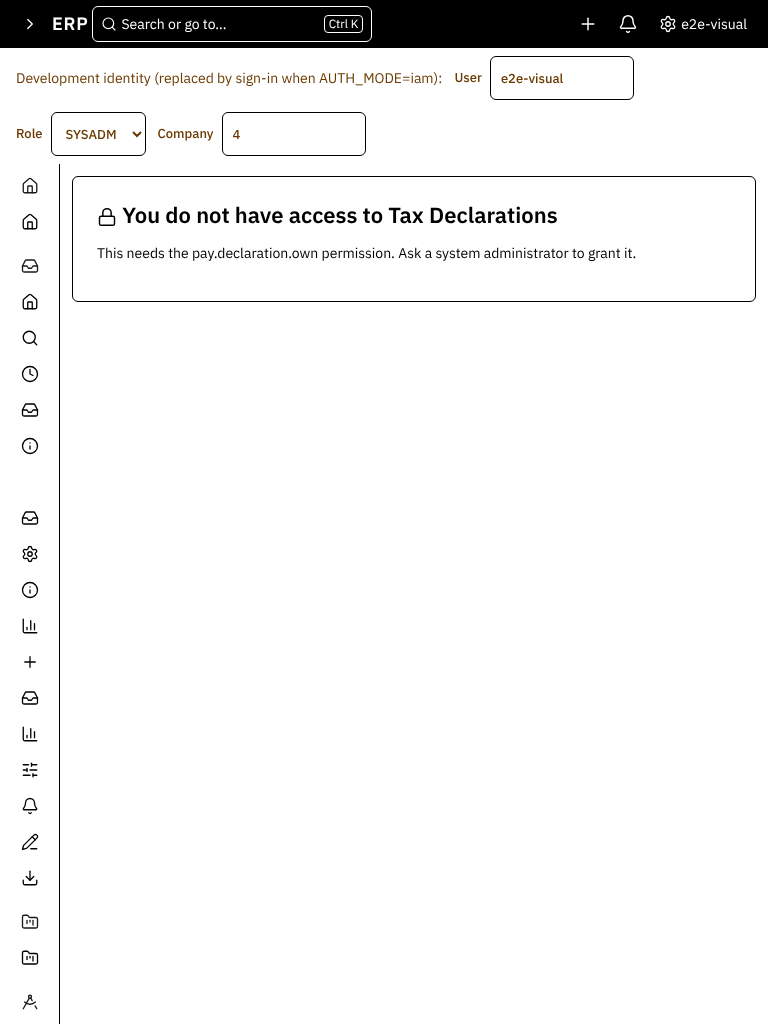 ERP
Search or go to...
Ctrl K
e2e-visual
Development identity (replaced by sign-in when AUTH_MODE=iam):
User
e2e-visual
Role
SYSADM
Company
4
You do not have access to Tax Declarations
This needs the pay.declaration.own permission. Ask a system administrator to grant it.